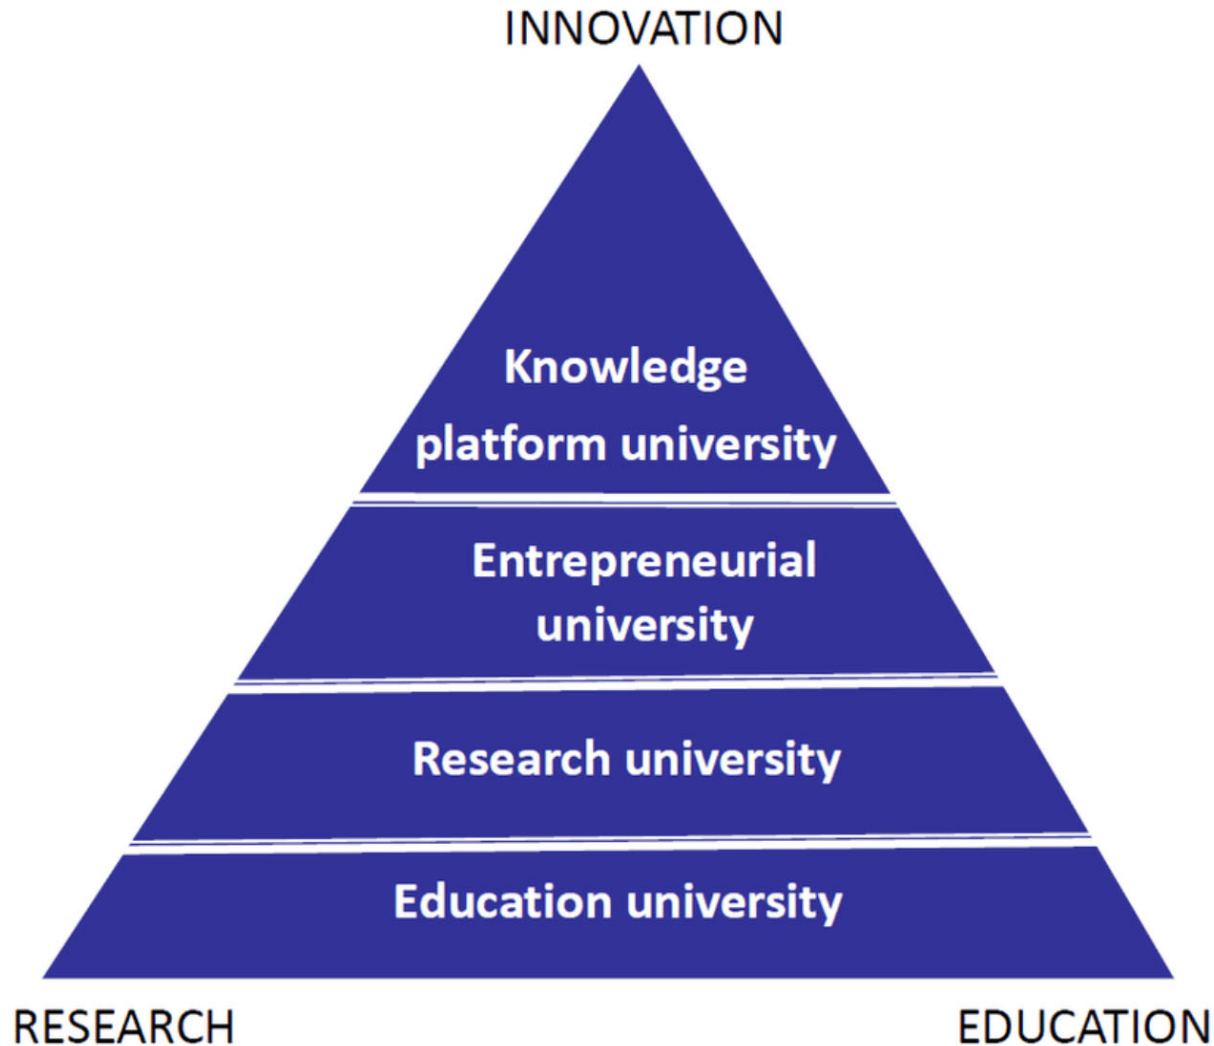 INNOVATION
Knowledge
platform university
Entrepreneurial
university
Research university
Education university
RESEARCH
EDUCATION